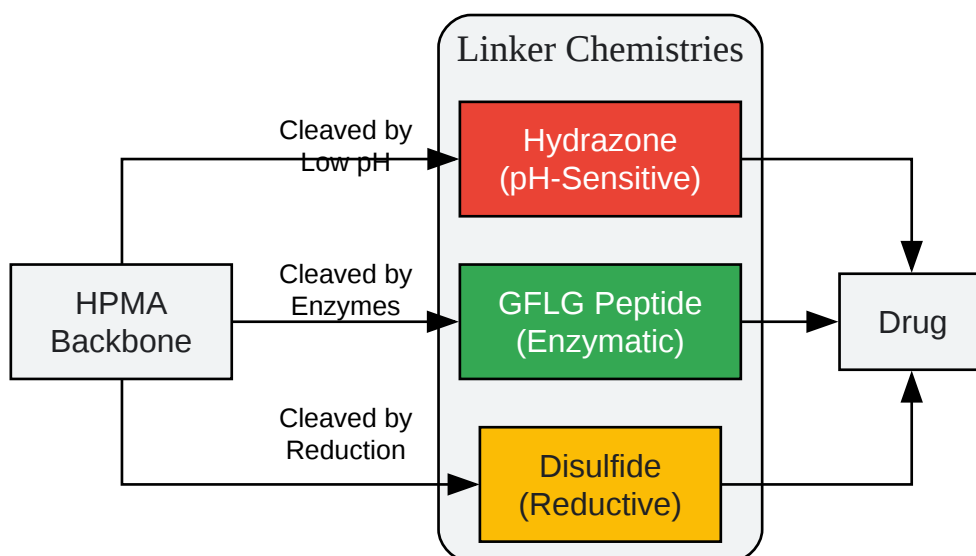 Linker Chemistries
Cleaved by
Low pH
Hydrazone
(pH-Sensitive)
HPMA
Backbone
Cleaved by
Enzymes
GFLG Peptide
(Enzymatic)
Drug
Cleaved by
Reduction
Disulfide
(Reductive)